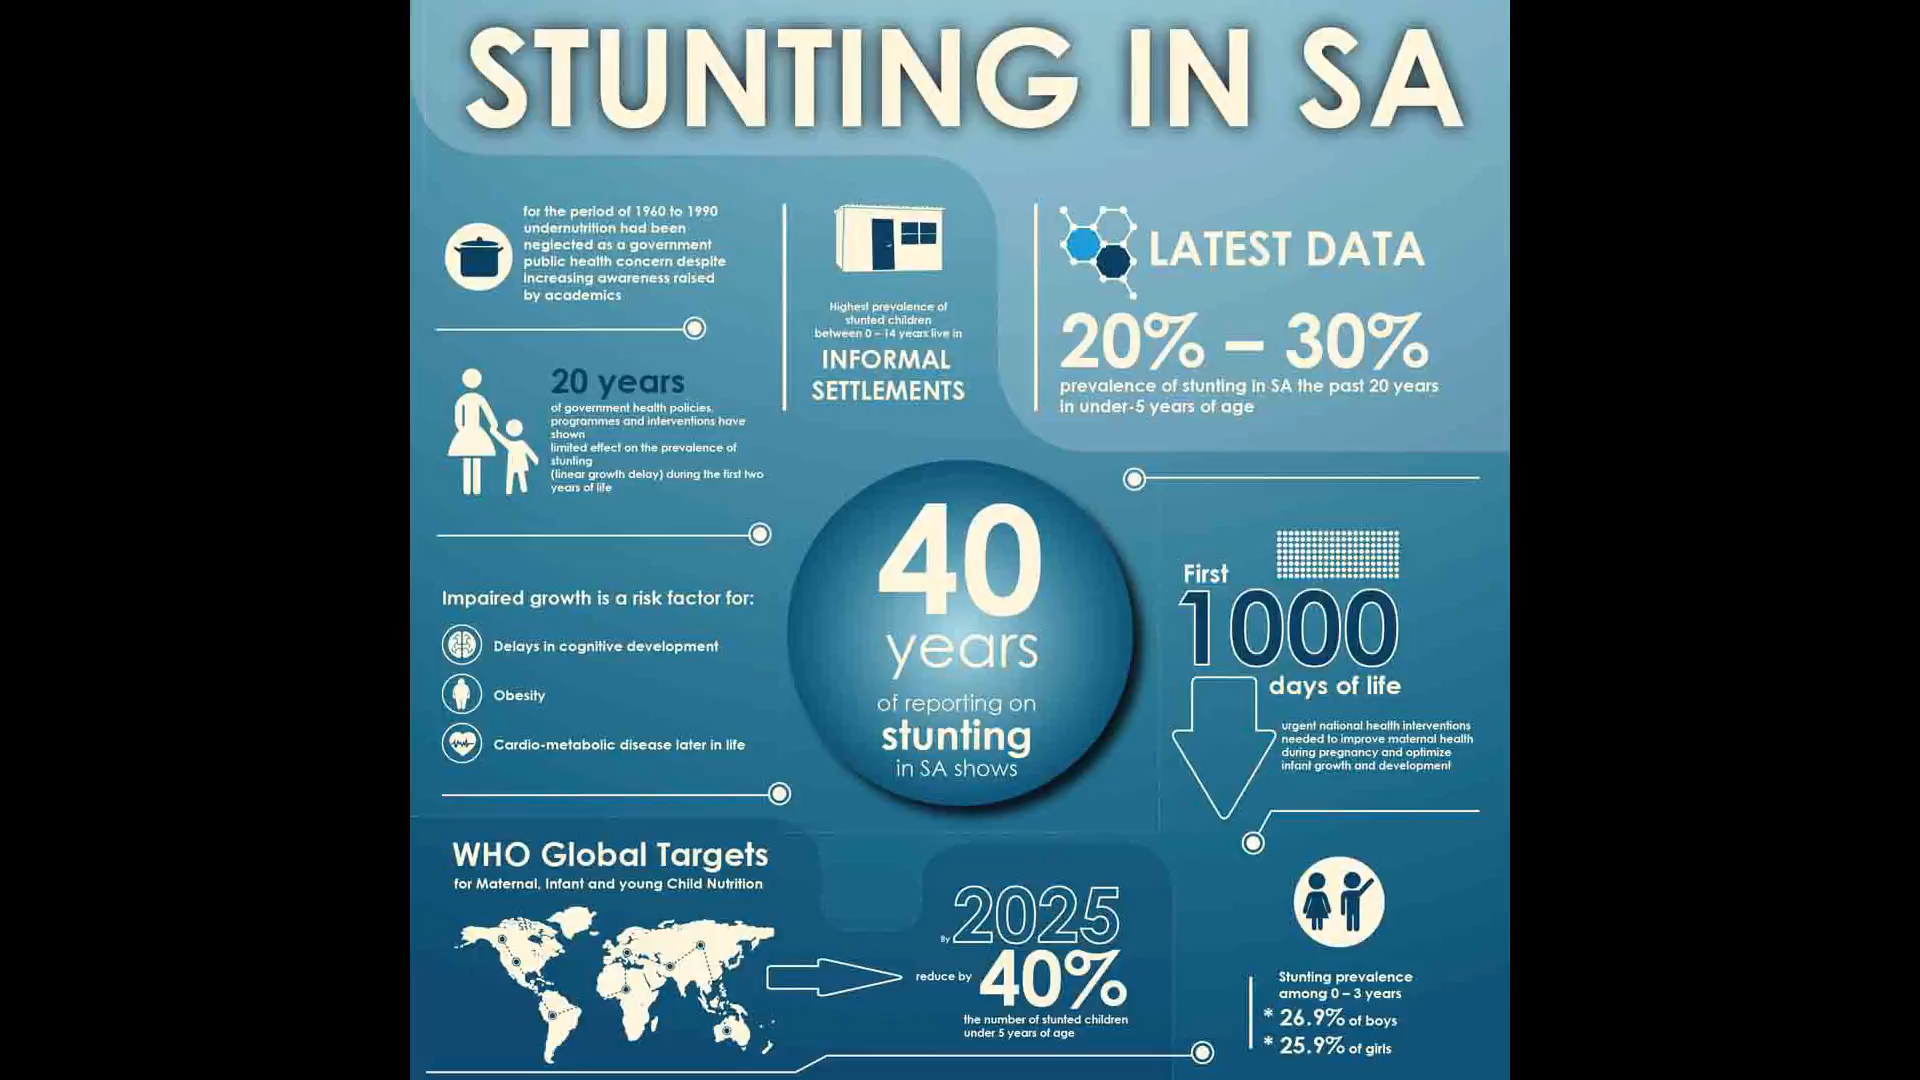 STUNTING IN SA
for the period of 1960 to 1990
undernutrition had been
neglected as a government
public health concern despite
increasing awareness raised
by academics
20 years
of government health policies,
programmes and interventions have
shown
limited effect on the prevalence of
stunting
(linear growth delay) during the first two
years of life
Impaired growth is a risk factor for:
Delays in cognitive development
Obesity
Cardio-metabolic disease later in life
Highest prevalence of
stunted children
between 0 – 14 years live in
INFORMAL
SETTLEMENTS
LATEST DATA
20% – 30%
prevalence of stunting in SA the past 20 years
in under-5 years of age
40
years
of reporting on
stunting
in SA shows
First
1000
days of life
urgent national health interventions
needed to improve maternal health
during pregnancy and optimize
infant growth and development
WHO Global Targets
for Maternal, Infant and young Child Nutrition
By 2025
reduce by 40%
the number of stunted children
under 5 years of age
Stunting prevalence
among 0 – 3 years
* 26.9% of boys
* 25.9% of girls